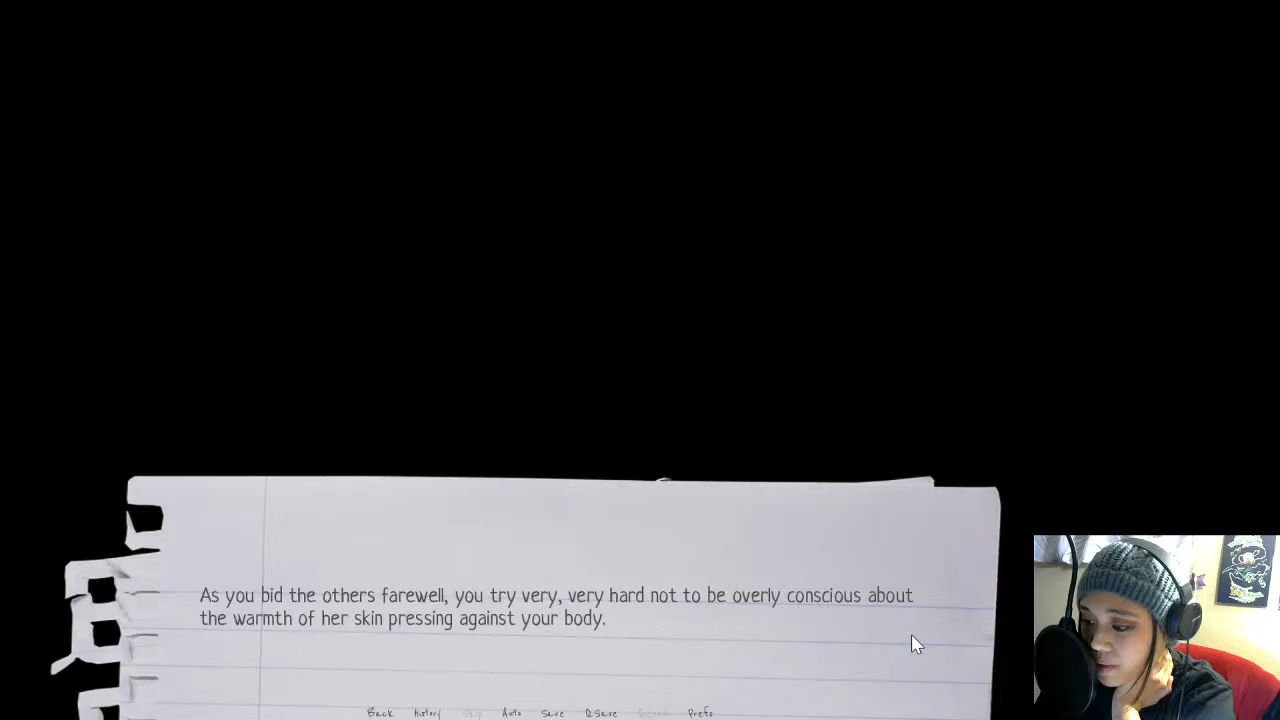 As you bid the others farewell, you try very, very hard not to be overly conscious about
the warmth of her skin pressing against your body.
Back History Skip Auto Save Q.Save Prefs